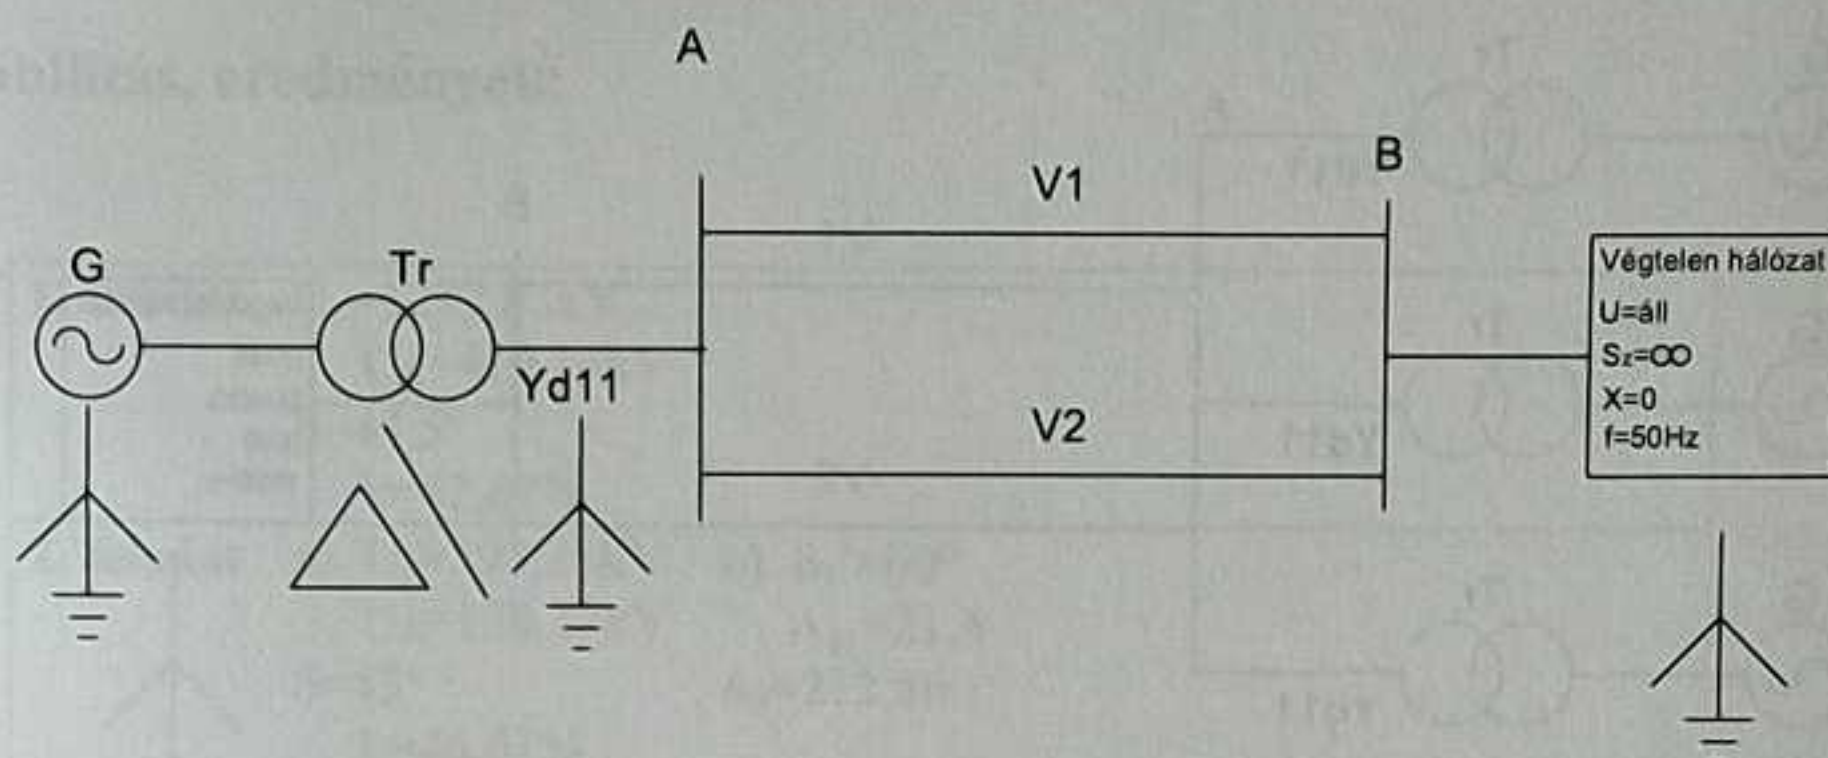 A
B
V1
G
Tr
Végtelen hálózat
U=áll
Sz=∞
X=0
f=50Hz
Yd11
V2